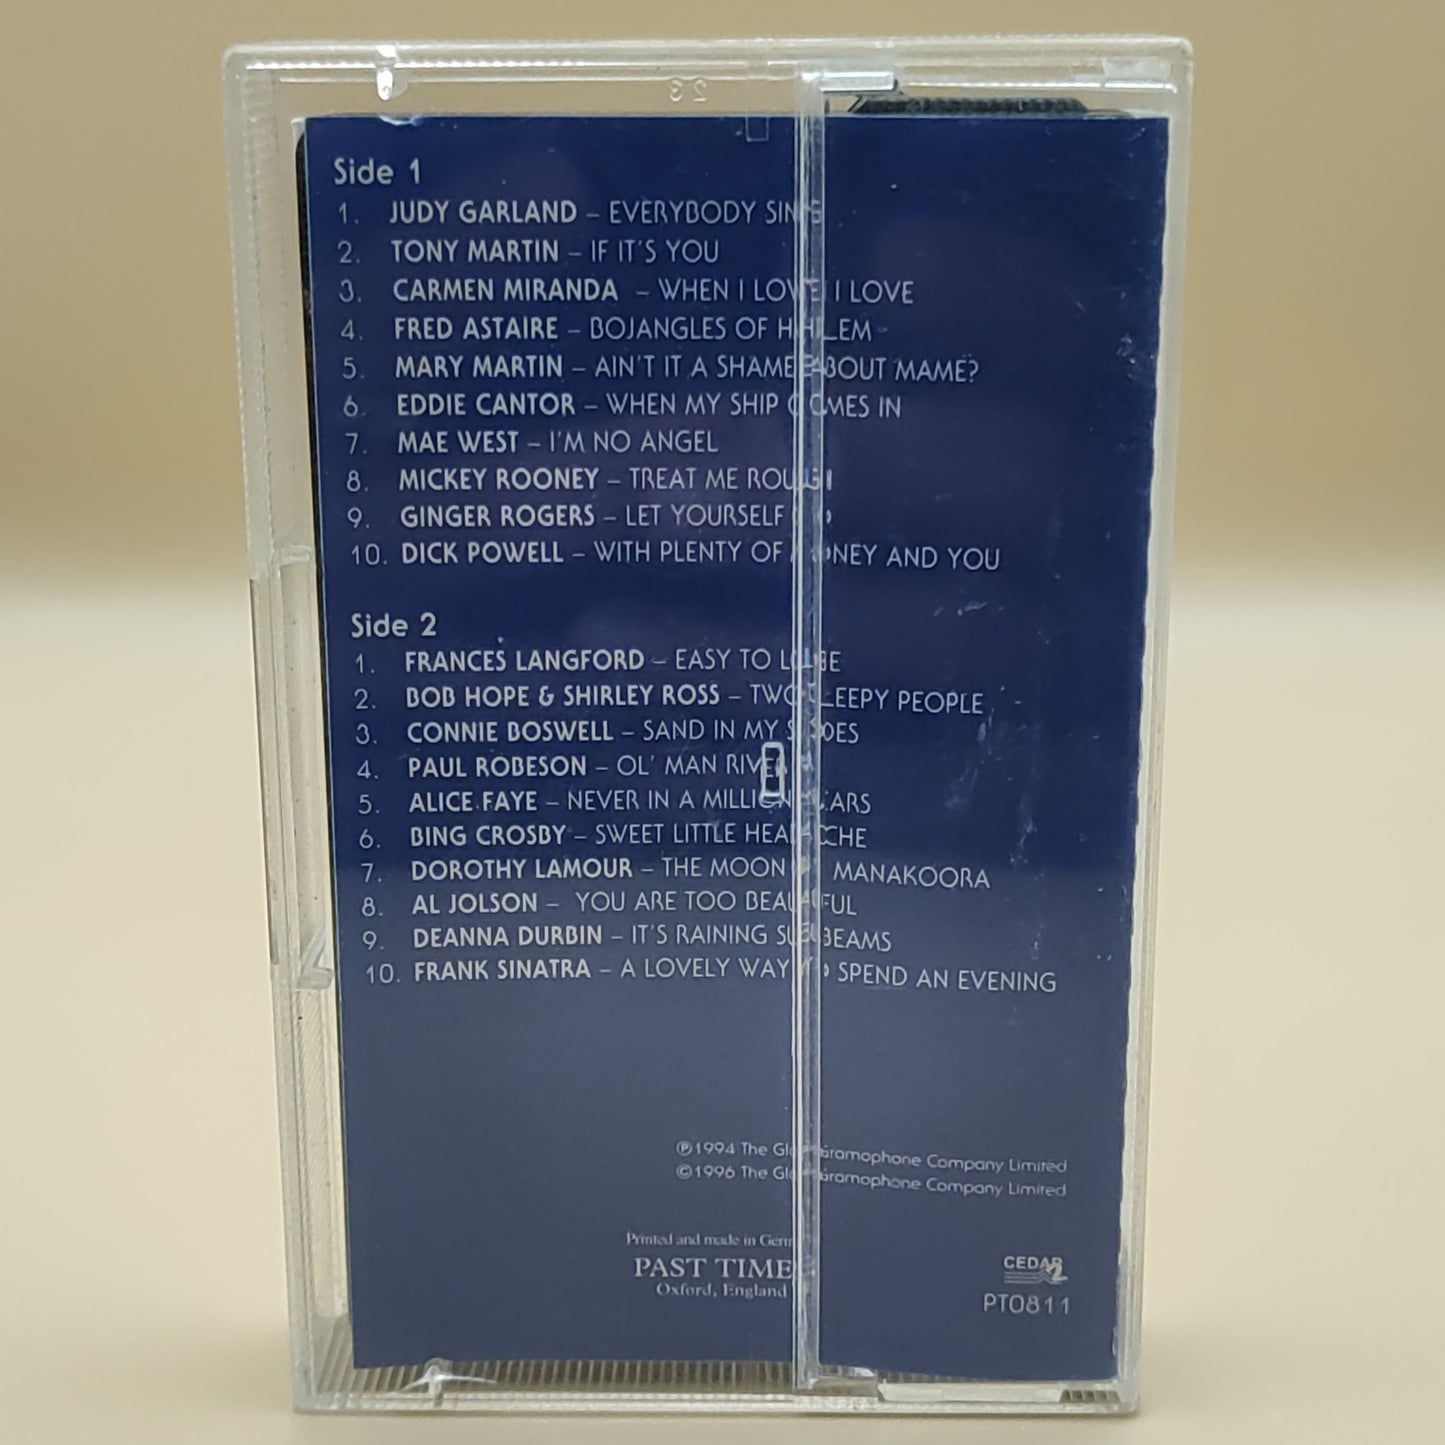 Side 1
1. JUDY GARLAND – EVERYBODY SING
2. TONY MARTIN – IF IT'S YOU
3. CARMEN MIRANDA – WHEN I LOVE I LOVE
4. FRED ASTAIRE – BOJANGLES OF HARLEM
5. MARY MARTIN – AIN'T IT A SHAME ABOUT MAME?
6. EDDIE CANTOR – WHEN MY SHIP COMES IN
7. MAE WEST – I'M NO ANGEL
8. MICKEY ROONEY – TREAT ME ROUGH
9. GINGER ROGERS – LET YOURSELF GO
10. DICK POWELL – WITH PLENTY OF MONEY AND YOU
Side 2
1. FRANCES LANGFORD – EASY TO LOVE
2. BOB HOPE & SHIRLEY ROSS – TWO SLEEPY PEOPLE
3. CONNIE BOSWELL – SAND IN MY SHOES
4. PAUL ROBESON – OL' MAN RIVER
5. ALICE FAYE – NEVER IN A MILLION YEARS
6. BING CROSBY – SWEET LITTLE HEADACHE
7. DOROTHY LAMOUR – THE MOON OF MANAKOORA
8. AL JOLSON – YOU ARE TOO BEAUTIFUL
9. DEANNA DURBIN – IT'S RAINING SUNBEAMS
10. FRANK SINATRA – A LOVELY WAY TO SPEND AN EVENING
℗1994 The Gramophone Company Limited
©1996 The Gramophone Company Limited
Printed and made in
PAST TIMES
Oxford, England
CEDAR 2
PT0811
23